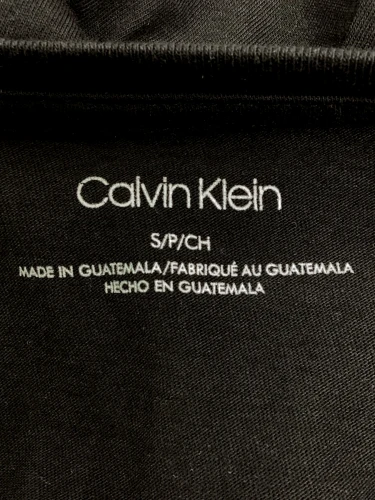 Calvin Klein
S/P/CH
MADE IN GUATEMALA/FABRIQUÉ AU GUATEMALA
HECHO EN GUATEMALA